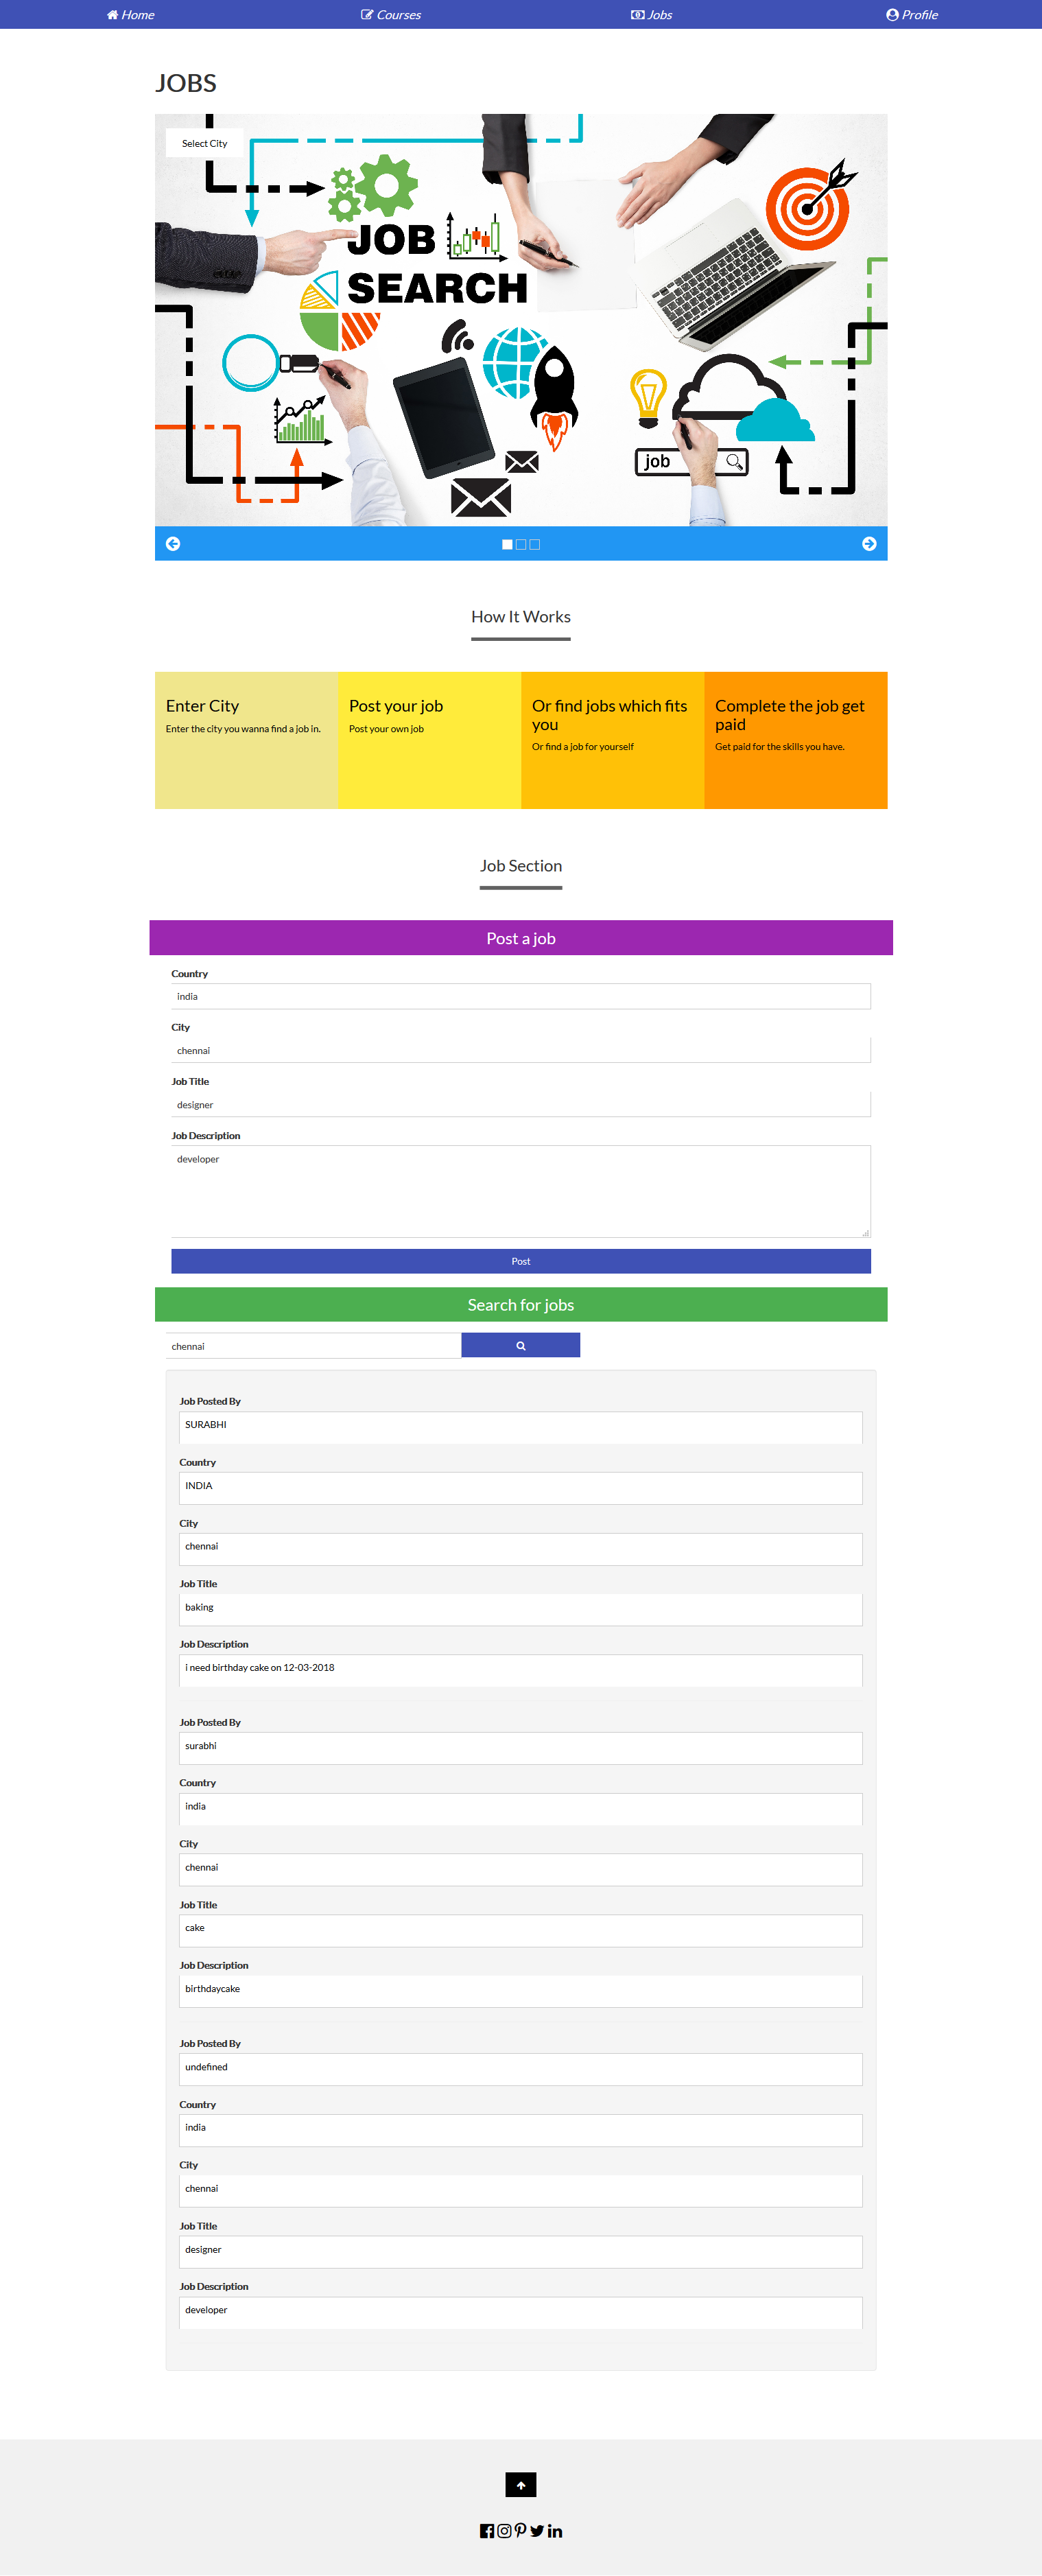 Home Courses Jobs Profile
JOBS
Select City
JOB
SEARCH
job
How It Works
Enter City
Enter the city you wanna find a job in.
Post your job
Post your own job
Or find jobs which fits
you
Or find a job for yourself
Complete the job get
paid
Get paid for the skills you have.
Job Section
Post a job
Country
india
City
chennai
Job Title
designer
Job Description
developer
Post
Search for jobs
chennai
Job Posted By
SURABHI
Country
INDIA
City
chennai
Job Title
baking
Job Description
i need birthday cake on 12-03-2018
Job Posted By
surabhi
Country
india
City
chennai
Job Title
cake
Job Description
birthdaycake
Job Posted By
undefined
Country
india
City
chennai
Job Title
designer
Job Description
developer